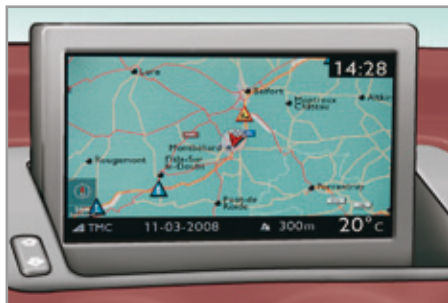 14:28
Lure
Belfort
Montreux
Château
Altk
Montbéliard
Rougemont
L'Isle-Sur
le-Doubs
Porrentruy
Pont-de
Roide
TMC 11-03-2008 300m 20°C